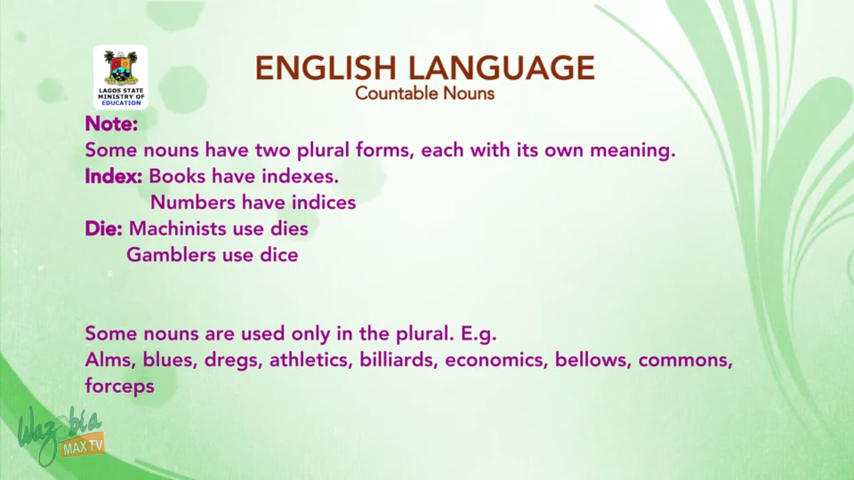 ENGLISH LANGUAGE
Countable Nouns
LAGOS STATE
MINISTRY OF
EDUCATION
Note:
Some nouns have two plural forms, each with its own meaning.
Index: Books have indexes.
Numbers have indices
Die: Machinists use dies
Gamblers use dice
Some nouns are used only in the plural. E.g.
Alms, blues, dregs, athletics, billiards, economics, bellows, commons,
forceps
Wazobia
MAX TV